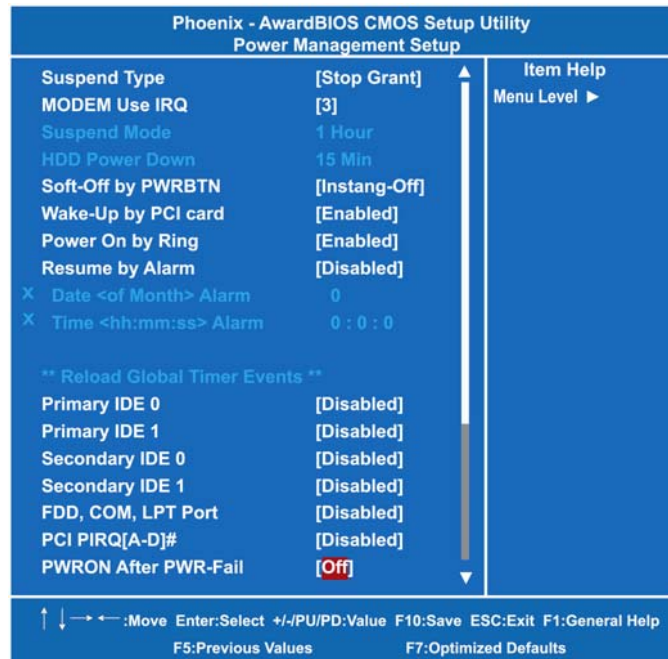 Phoenix - AwardBIOS CMOS Setup Utility
Power Management Setup
Suspend Type [Stop Grant]
MODEM Use IRQ [3]
Suspend Mode 1 Hour
HDD Power Down 15 Min
Soft-Off by PWRBTN [Instang-Off]
Wake-Up by PCI card [Enabled]
Power On by Ring [Enabled]
Resume by Alarm [Disabled]
X Date <of Month> Alarm 0
X Time <hh:mm:ss> Alarm 0 : 0 : 0
** Reload Global Timer Events **
Primary IDE 0 [Disabled]
Primary IDE 1 [Disabled]
Secondary IDE 0 [Disabled]
Secondary IDE 1 [Disabled]
FDD, COM, LPT Port [Disabled]
PCI PIRQ[A-D]# [Disabled]
PWRON After PWR-Fail [Off]
Item Help
Menu Level ►
↑ ↓ → ← :Move Enter:Select +/-/PU/PD:Value F10:Save ESC:Exit F1:General Help
F5:Previous Values F7:Optimized Defaults